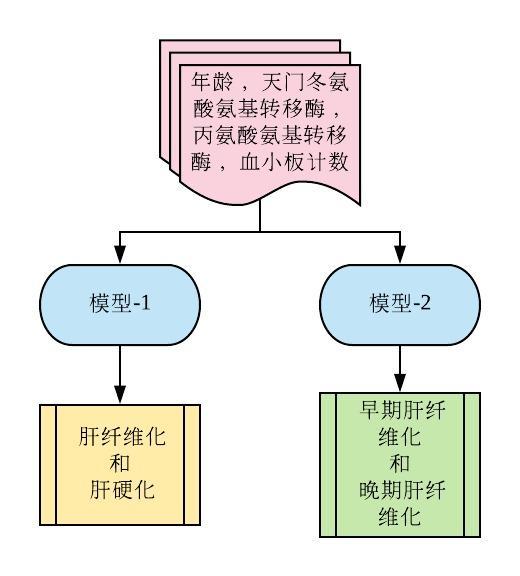 年龄，天门冬氨
酸氨基转移酶，
丙氨酸氨基转移
酶，血小板计数
模型-1
模型-2
肝纤维化
和
肝硬化
早期肝纤
维化
和
晚期肝纤
维化